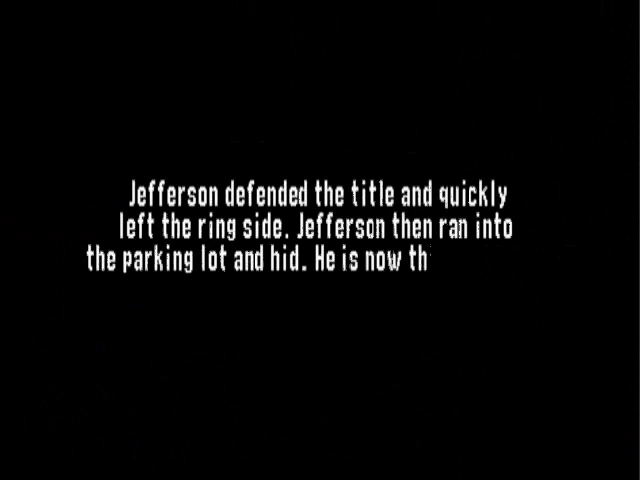 Jefferson defended the title and quickly
left the ring side. Jefferson then ran into
the parking lot and hid. He is now th